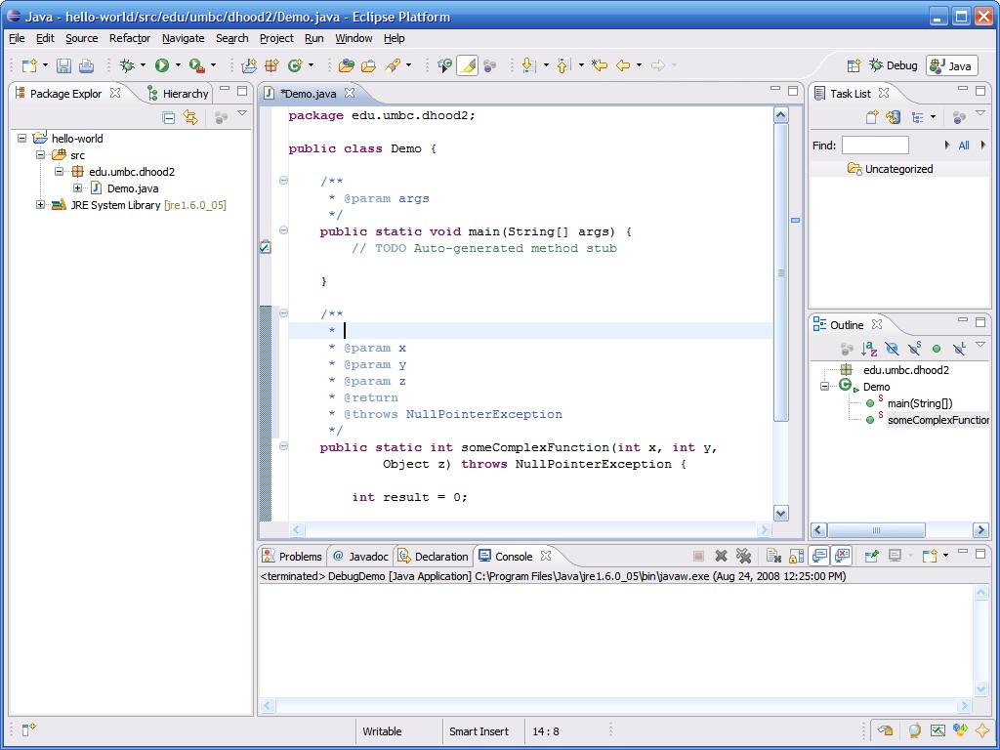 Java - hello-world/src/edu/umbc/dhood2/Demo.java - Eclipse Platform
File Edit Source Refactor Navigate Search Project Run Window Help
Debug Java
Package Explor Hierarchy
hello-world
src
edu.umbc.dhood2
Demo.java
JRE System Library [jre1.6.0_05]
*Demo.java
package edu.umbc.dhood2;
public class Demo {
/**
* @param args
*/
public static void main(String[] args) {
// TODO Auto-generated method stub
}
/**
*
* @param x
* @param y
* @param z
* @return
* @throws NullPointerException
*/
public static int someComplexFunction(int x, int y,
Object z) throws NullPointerException {
int result = 0;
Task List
Find: All
Uncategorized
Outline
edu.umbc.dhood2
Demo
main(String[])
someComplexFunction
Problems @ Javadoc Declaration Console
<terminated> DebugDemo [Java Application] C:\Program Files\Java\jre1.6.0_05\bin\javaw.exe (Aug 24, 2008 12:25:00 PM)
Writable Smart Insert 14 : 8